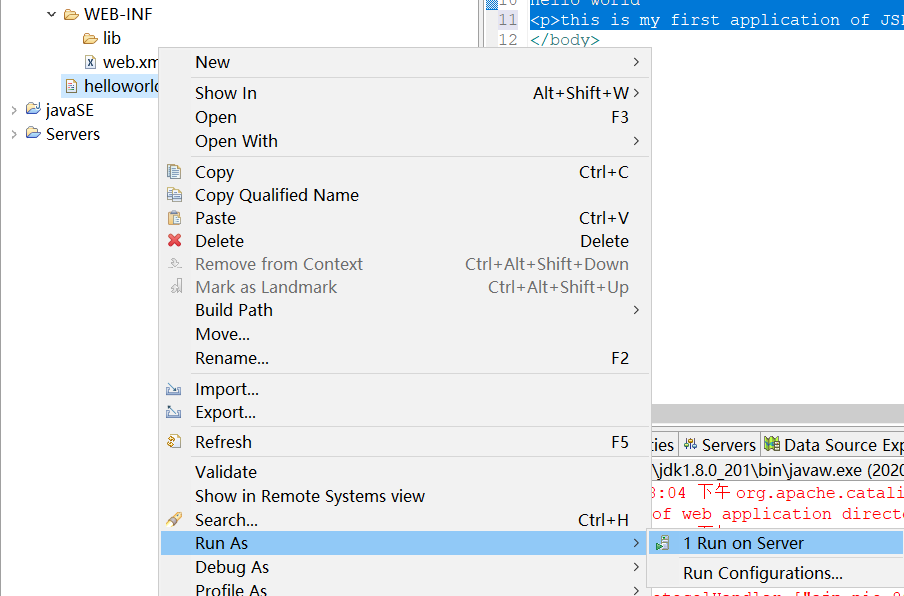 WEB-INF
lib
web.xm
helloworld
javaSE
Servers
10 hello world
11 <p>this is my first application of JS
12 </body>
New
Show In Alt+Shift+W
Open F3
Open With
Copy Ctrl+C
Copy Qualified Name
Paste Ctrl+V
Delete Delete
Remove from Context Ctrl+Alt+Shift+Down
Mark as Landmark Ctrl+Alt+Shift+Up
Build Path
Move...
Rename... F2
Import...
Export...
Refresh F5
Validate
Show in Remote Systems view
Search... Ctrl+H
Run As
Debug As
Profile As
ties Servers Data Source Exp
\jdk1.8.0_201\bin\javaw.exe (2020
3:04 下午 org.apache.catali
of web application directo
1 Run on Server
Run Configurations...